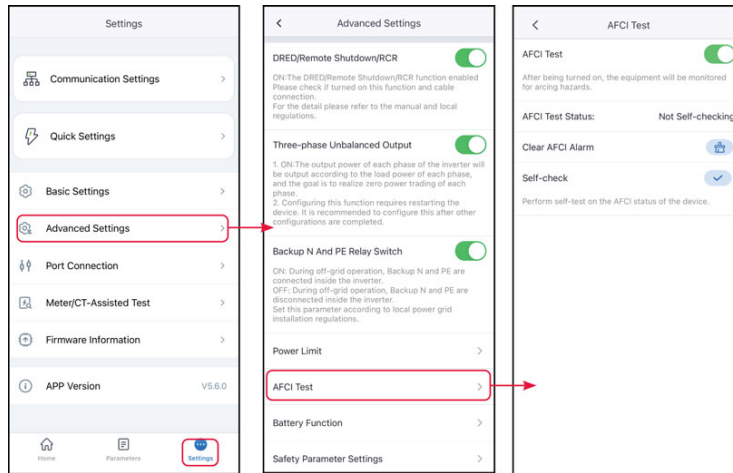 Settings
Communication Settings
Quick Settings
Basic Settings
Advanced Settings
Port Connection
Meter/CT-Assisted Test
Firmware Information
APP Version V5.6.0
Home Parameters Settings
Advanced Settings
DRED/Remote Shutdown/RCR
ON:The DRED/Remote Shutdown/RCR function enabled
Please check if turned on this function and cable
connection.
For the detail please refer to the manual and local
regulations.
Three-phase Unbalanced Output
1. ON:The output power of each phase of the inverter will
be output according to the load power of each phase,
and the goal is to realize zero power trading of each
phase.
2. Configuring this function requires restarting the
device. It is recommended to configure this after other
configurations are completed.
Backup N And PE Relay Switch
ON: During off-grid operation, Backup N and PE are
connected inside the inverter.
OFF: During off-grid operation, Backup N and PE are
disconnected inside the inverter.
Set this parameter according to local power grid
installation regulations.
Power Limit
AFCI Test
Battery Function
Safety Parameter Settings
AFCI Test
AFCI Test
After being turned on, the equipment will be monitored
for arcing hazards.
AFCI Test Status: Not Self-checking
Clear AFCI Alarm
Self-check
Perform self-test on the AFCI status of the device.